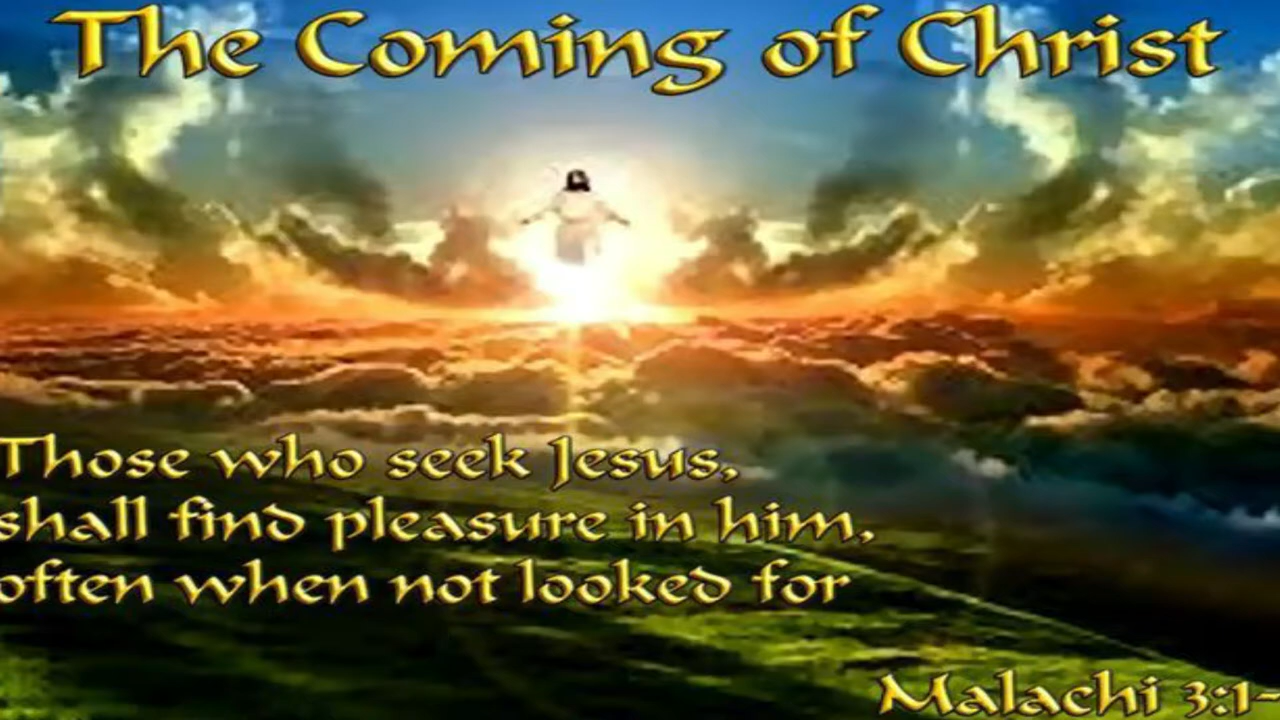 The Coming of Christ
Those who seek Jesus,
shall find pleasure in him,
often when not looked for
Malachi 3:1-